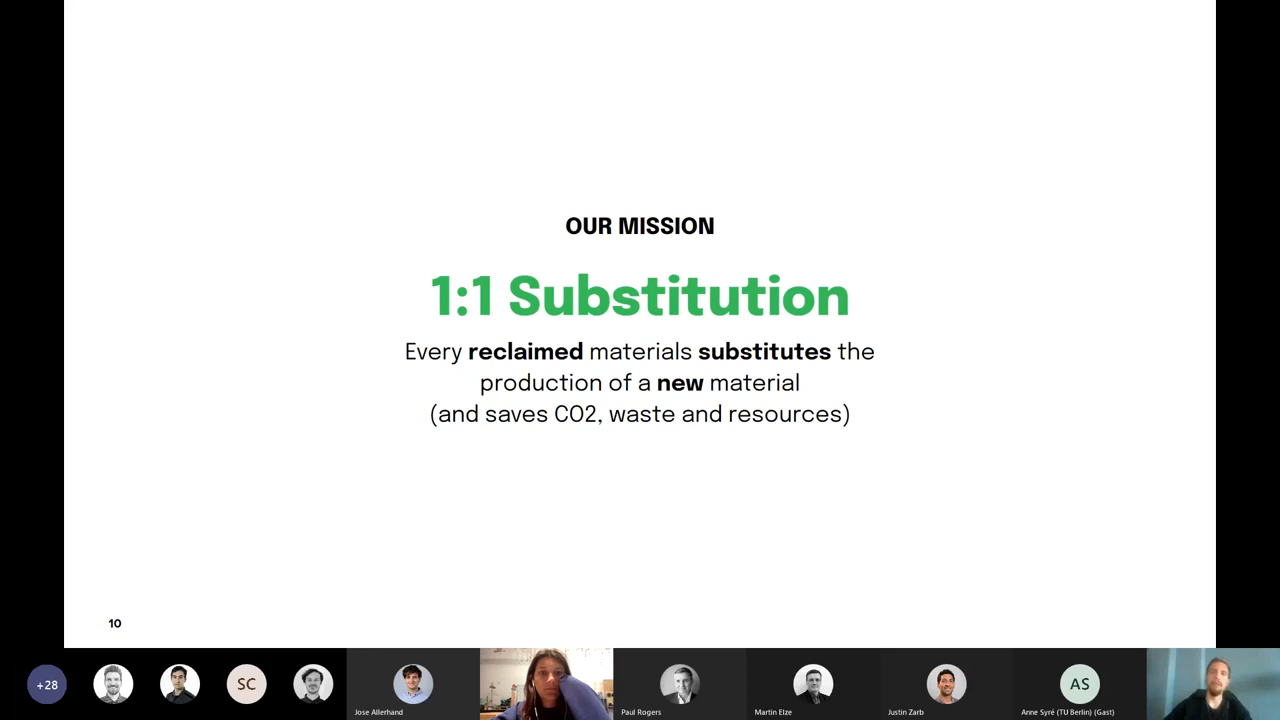 OUR MISSION
1:1 Substitution
Every reclaimed materials substitutes the
production of a new material
(and saves CO2, waste and resources)
10
+28
SC
Jose Allerhand
Paul Rogers
Martin Elze
Justin Zarb
AS
Anne Syré (TU Berlin) (Gast)